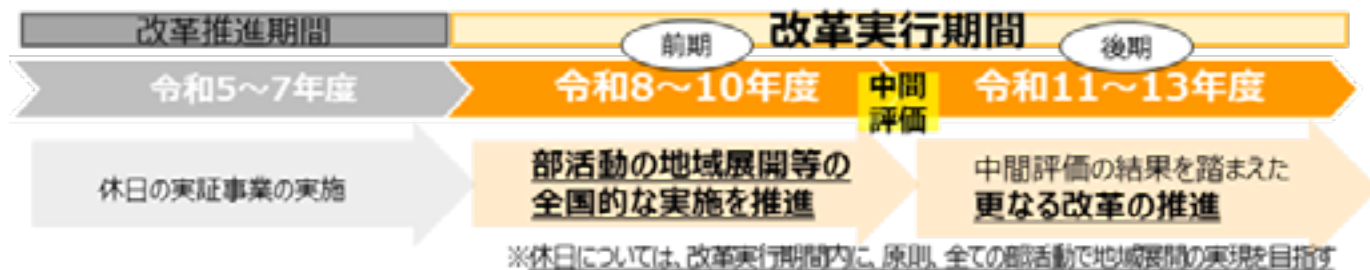 改革推進期間
改革実行期間
前期
後期
令和5～7年度
令和8～10年度
中間
評価
令和11～13年度
休日の実証事業の実施
部活動の地域展開等の
全国的な実施を推進
中間評価の結果を踏まえた
更なる改革の推進
※休日については、改革実行期間内に、原則、全ての部活動で地域展開の実現を目指す